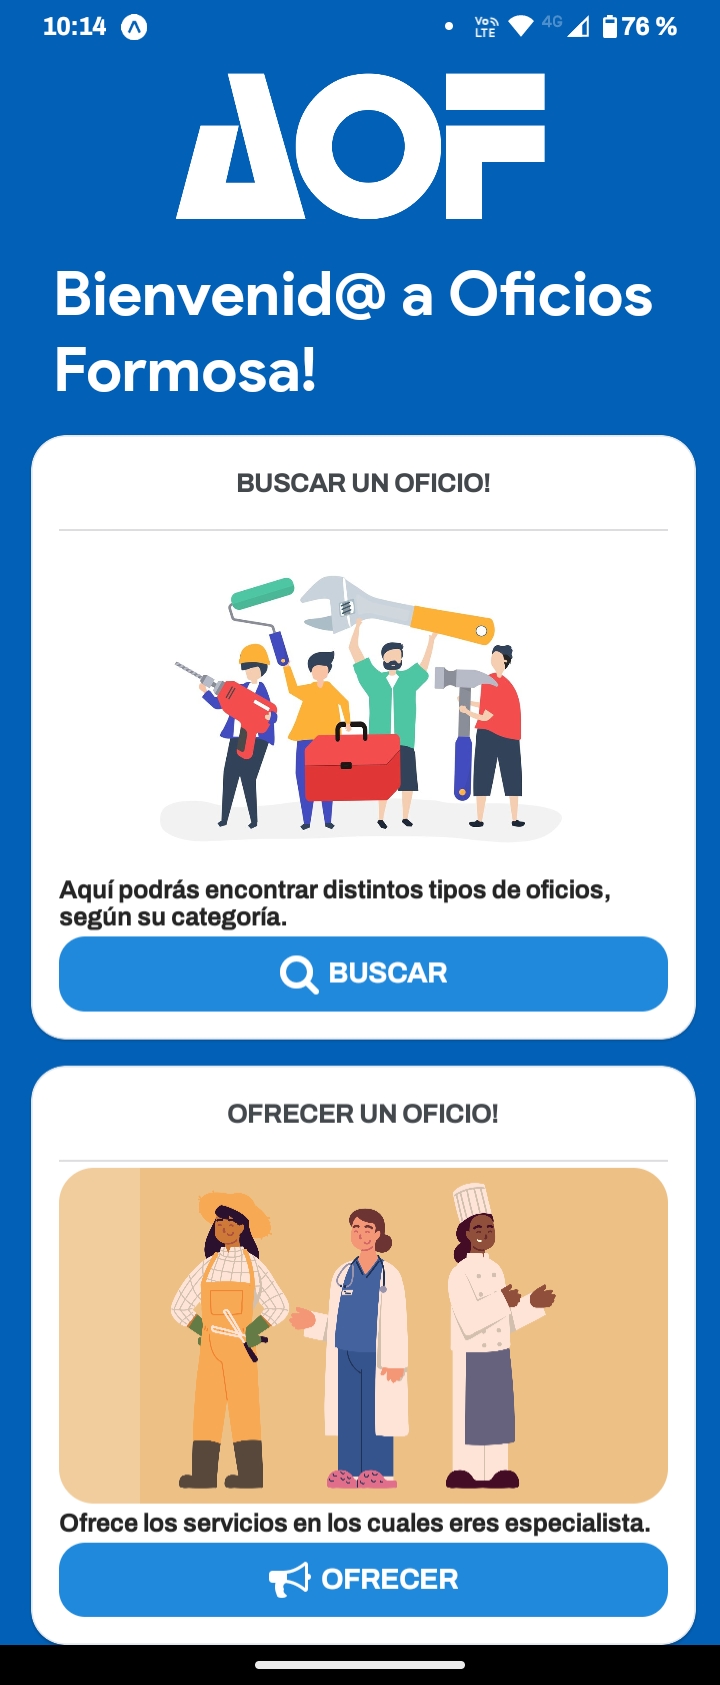 10:14
Vo
LTE
4G
76 %
AOF
Bienvenid@ a Oficios
Formosa!
BUSCAR UN OFICIO!
Aquí podrás encontrar distintos tipos de oficios,
según su categoría.
BUSCAR
OFRECER UN OFICIO!
Ofrece los servicios en los cuales eres especialista.
OFRECER